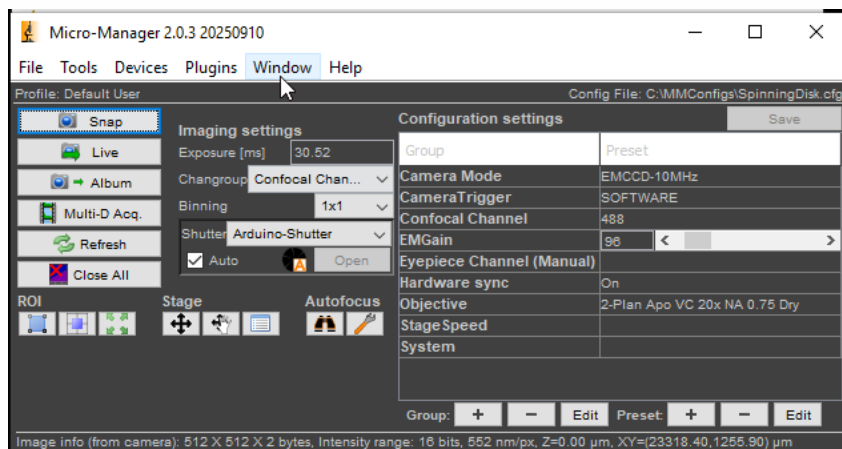 Micro-Manager 2.0.3 20250910
File Tools Devices Plugins Window Help
Profile: Default User
Config File: C:\MMConfigs\SpinningDisk.cfg
Snap
Live
Album
Multi-D Acq.
Refresh
Close All
Imaging settings
Exposure [ms] 30.52
Changroup Confocal Chan...
Binning 1x1
Shutter Arduino-Shutter
Auto A Open
ROI
Stage
Autofocus
Configuration settings Save
Group Preset
Camera Mode EMCCD-10MHz
CameraTrigger SOFTWARE
Confocal Channel 488
EMGain 96
Eyepiece Channel (Manual)
Hardware sync On
Objective 2-Plan Apo VC 20x NA 0.75 Dry
StageSpeed
System
Group: + − Edit Preset: + − Edit
Image info (from camera): 512 X 512 X 2 bytes, Intensity range: 16 bits, 552 nm/px, Z=0.00 µm, XY=(23318.40,1255.90) µm